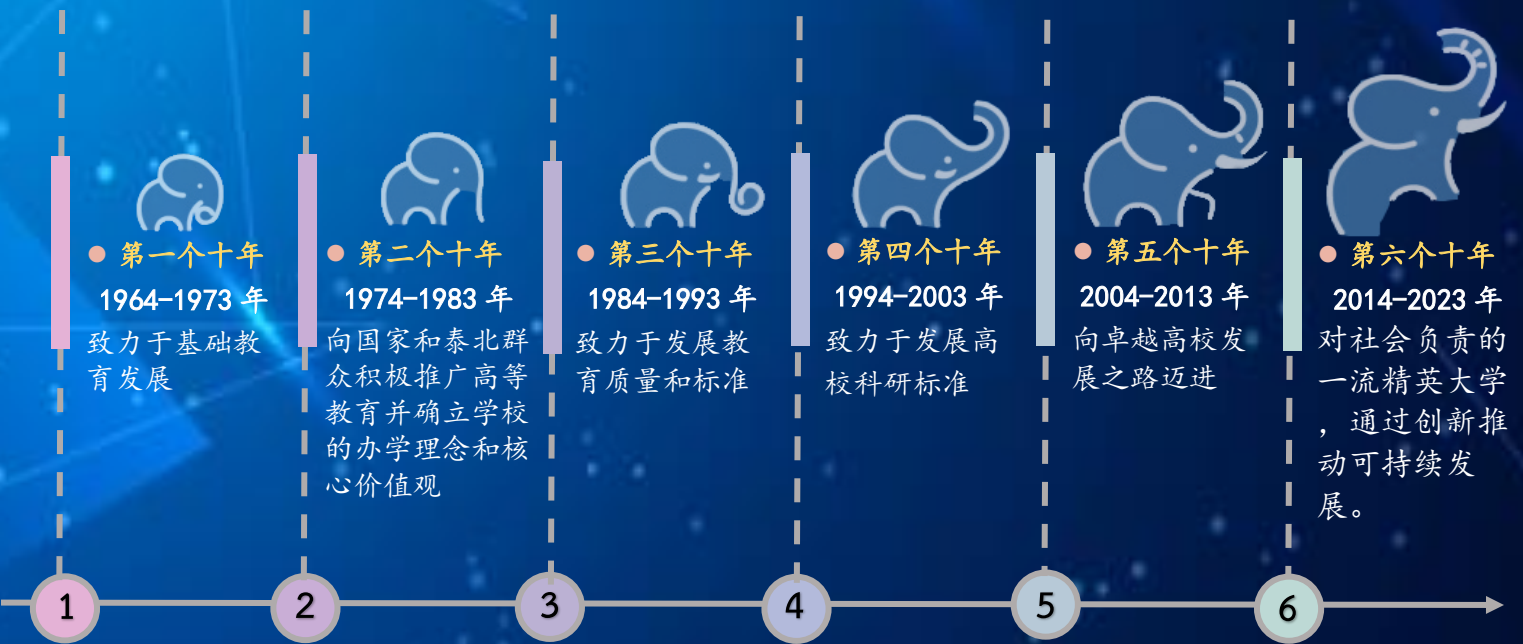 第一个十年
1964-1973 年
致力于基础教
育发展
第二个十年
1974-1983 年
向国家和泰北群
众积极推广高等
教育并确立学校
的办学理念和核
心价值观
第三个十年
1984-1993 年
致力于发展教
育质量和标准
第四个十年
1994-2003 年
致力于发展高
校科研标准
第五个十年
2004-2013 年
向卓越高校发
展之路迈进
第六个十年
2014-2023 年
对社会负责的
一流精英大学
，通过创新推
动可持续发
展。
1
2
3
4
5
6